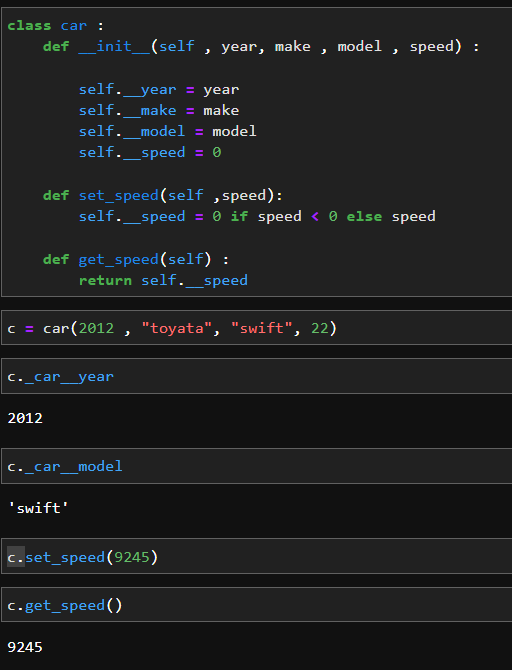 class car :
    def __init__(self , year, make , model , speed) :
        self.__year = year
        self.__make = make
        self.__model = model
        self.__speed = 0
    def set_speed(self ,speed):
        self.__speed = 0 if speed < 0 else speed
    def get_speed(self) :
        return self.__speed
c = car(2012 , "toyata", "swift", 22)
c._car__year
2012
c._car__model
'swift'
c.set_speed(9245)
c.get_speed()
9245